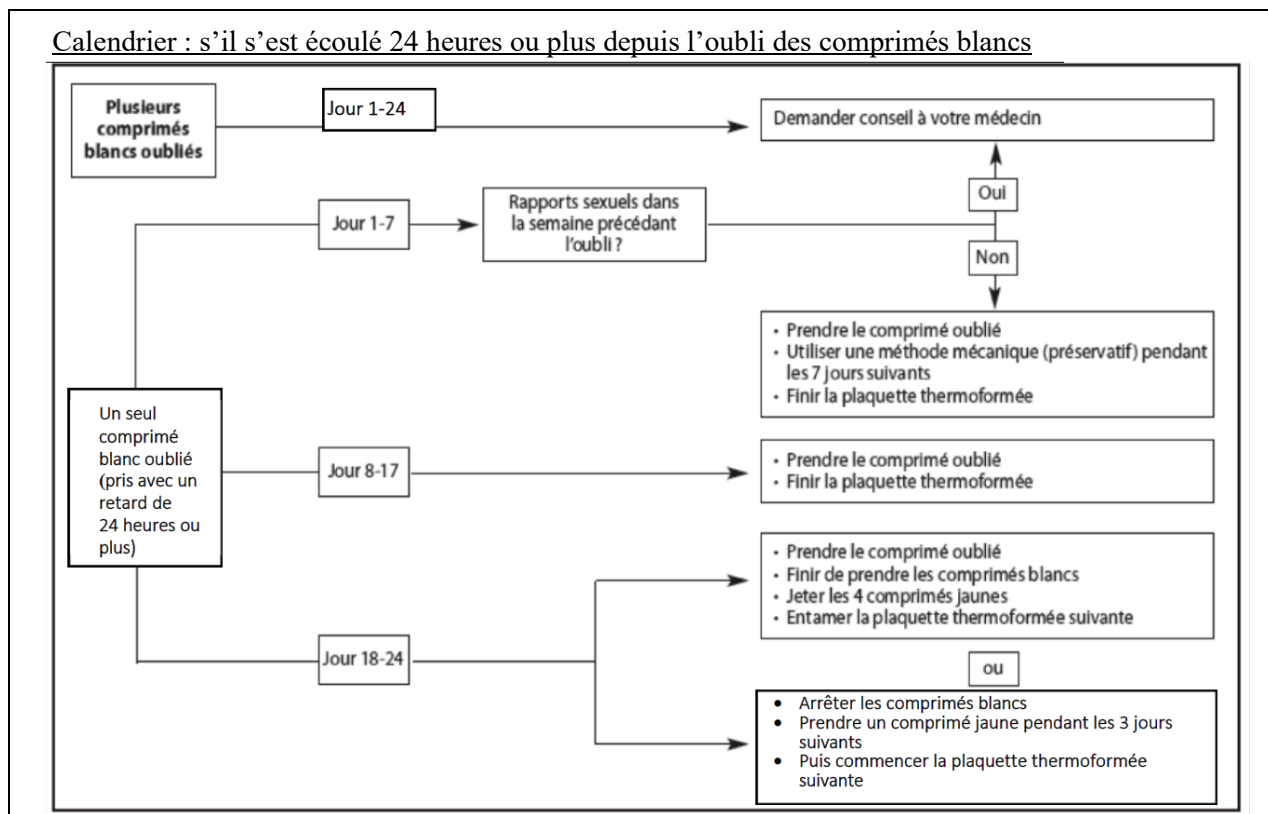 Calendrier : s’il s’est écoulé 24 heures ou plus depuis l’oubli des comprimés blancs
Plusieurs
comprimés
blancs oubliés
Jour 1-24
Demander conseil à votre médecin
Jour 1-7
Rapports sexuels dans
la semaine précédant
l'oubli ?
Oui
Non
• Prendre le comprimé oublié
• Utiliser une méthode mécanique (préservatif) pendant
les 7 jours suivants
• Finir la plaquette thermoformée
Un seul
comprimé
blanc oublié
(pris avec un
retard de
24 heures ou
plus)
Jour 8-17
• Prendre le comprimé oublié
• Finir la plaquette thermoformée
Jour 18-24
• Prendre le comprimé oublié
• Finir de prendre les comprimés blancs
• Jeter les 4 comprimés jaunes
• Entamer la plaquette thermoformée suivante
ou
• Arrêter les comprimés blancs
• Prendre un comprimé jaune pendant les 3 jours
suivants
• Puis commencer la plaquette thermoformée
suivante